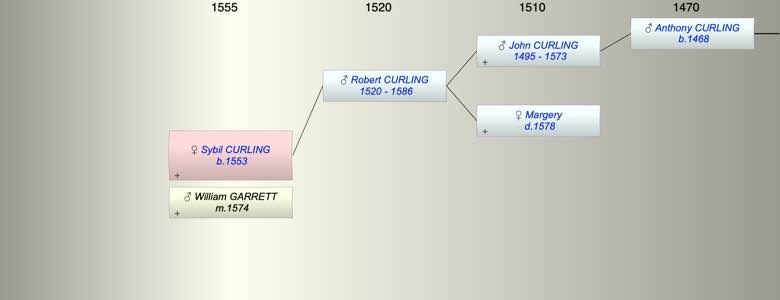 1555 1520 1510 1470
♂ Anthony CURLING
b.1468
♂ John CURLING
1495 - 1573
+
♂ Robert CURLING
1520 - 1586
♀ Margery
d.1578
+
♀ Sybil CURLING
b.1553
+
♂ William GARRETT
m.1574
+